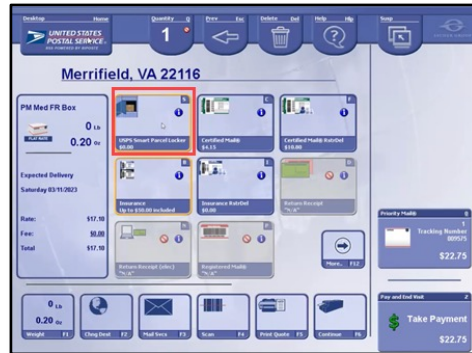 Desktop Home
UNITED STATES
POSTAL SERVICE
Quantity Q
1
Prev Esc
Delete Del
Help Hlp
Susp
Merrifield, VA 22116
PM Med FR Box
FLAT RATE
0 Lb
0.20 oz
Expected Delivery
Saturday 03/11/2023
Rate: $17.10
Fee: $0.00
Total $17.10
USPS Smart Parcel Locker
$0.00
Certified Mail®
$4.15
Certified Mail® RstrDel
$10.80
Insurance
Up to $50.00 included
Insurance RstrDel
$0.00
Return Receipt
"N/A"
Return Receipt (elec)
"N/A"
Registered Mail®
"N/A"
More.. F12
Priority Mail®
1
Tracking Number
$22.75
Pay and End Visit
Take Payment
$22.75
0 Lb
0.20 oz
Weight F1
Chng Dest F2
Mail Svcs F3
Scan F4
Print Quote F5
Continue F6